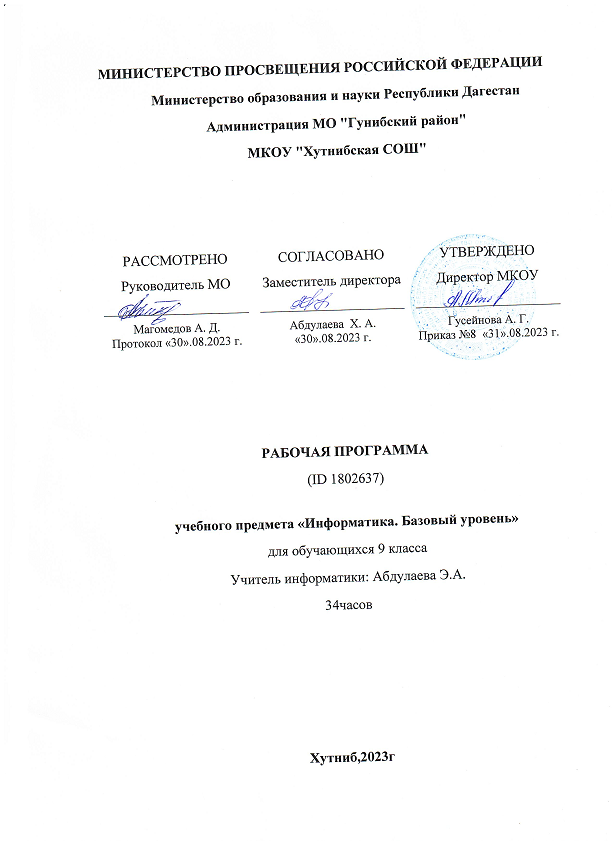 МИНИСТЕРСТВО ПРОСВЕЩЕНИЯ РОССИЙСКОЙ ФЕДЕРАЦИИ
Министерство образования и науки Республики Дагестан
Администрация МО "Гунибский район"
МКОУ "Хутнибская СОШ"
РАССМОТРЕНО
Руководитель МО
Магомедов А. Д.
Протокол «30».08.2023 г.
СОГЛАСОВАНО
Заместитель директора
Абдулаева Х. А.
«30».08.2023 г.
УТВЕРЖДЕНО
Директор МКОУ
Гусейнова А. Г.
Приказ №8 «31».08.2023 г.
РАБОЧАЯ ПРОГРАММА
(ID 1802637)
учебного предмета «Информатика. Базовый уровень»
для обучающихся 9 класса
Учитель информатики: Абдулаева Э.А.
34часов
Хутниб,2023г